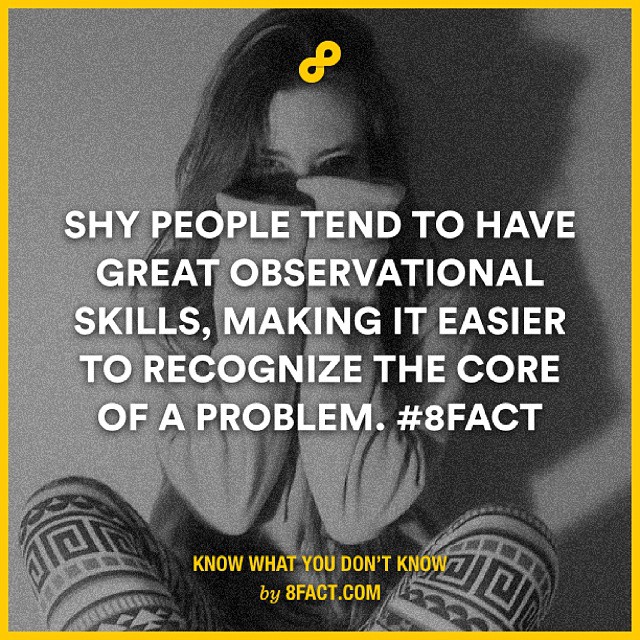 SHY PEOPLE TEND TO HAVE
GREAT OBSERVATIONAL
SKILLS, MAKING IT EASIER
TO RECOGNIZE THE CORE
OF A PROBLEM. #8FACT
KNOW WHAT YOU DON'T KNOW
by 8FACT.COM